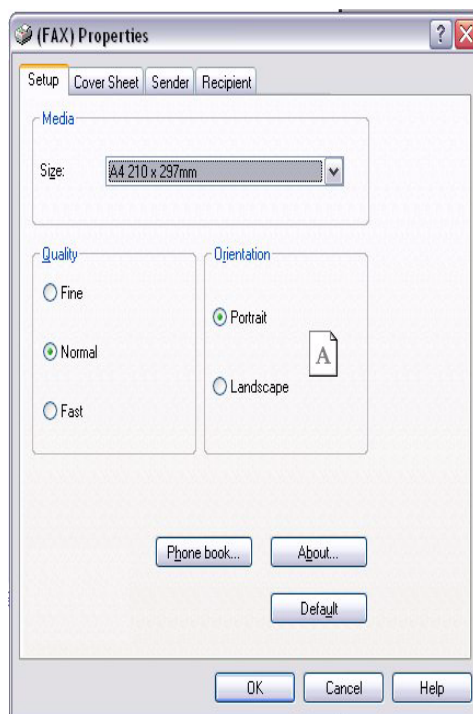 (FAX) Properties
Setup Cover Sheet Sender Recipient
Media
Size: A4 210 x 297mm
Quality
Fine
Normal
Fast
Orientation
Portrait
Landscape
A
Phone book... About...
Default
OK Cancel Help